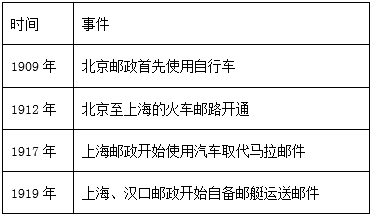 时间 事件
1909 年 北京邮政首先使用自行车
1912 年 北京至上海的火车邮路开通
1917 年 上海邮政开始使用汽车取代马拉邮件
1919 年 上海、汉口邮政开始自备邮艇运送邮件